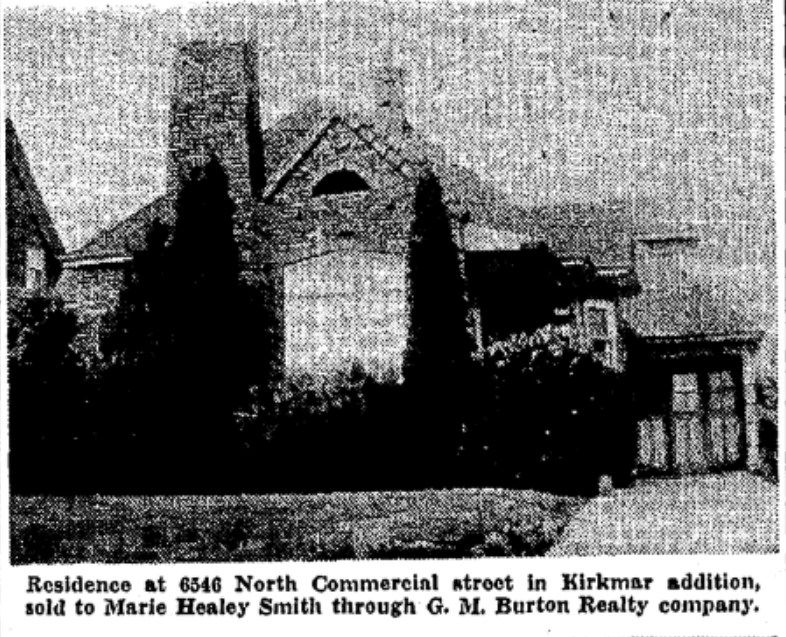 Residence at 6546 North Commercial street in Kirkmar addition,
sold to Marie Healey Smith through G. M. Burton Realty company.